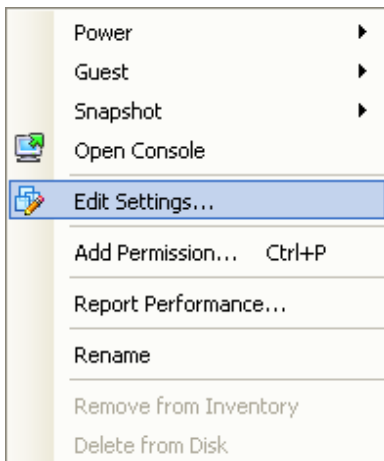 Power
Guest
Snapshot
Open Console
Edit Settings...
Add Permission... Ctrl+P
Report Performance...
Rename
Remove from Inventory
Delete from Disk